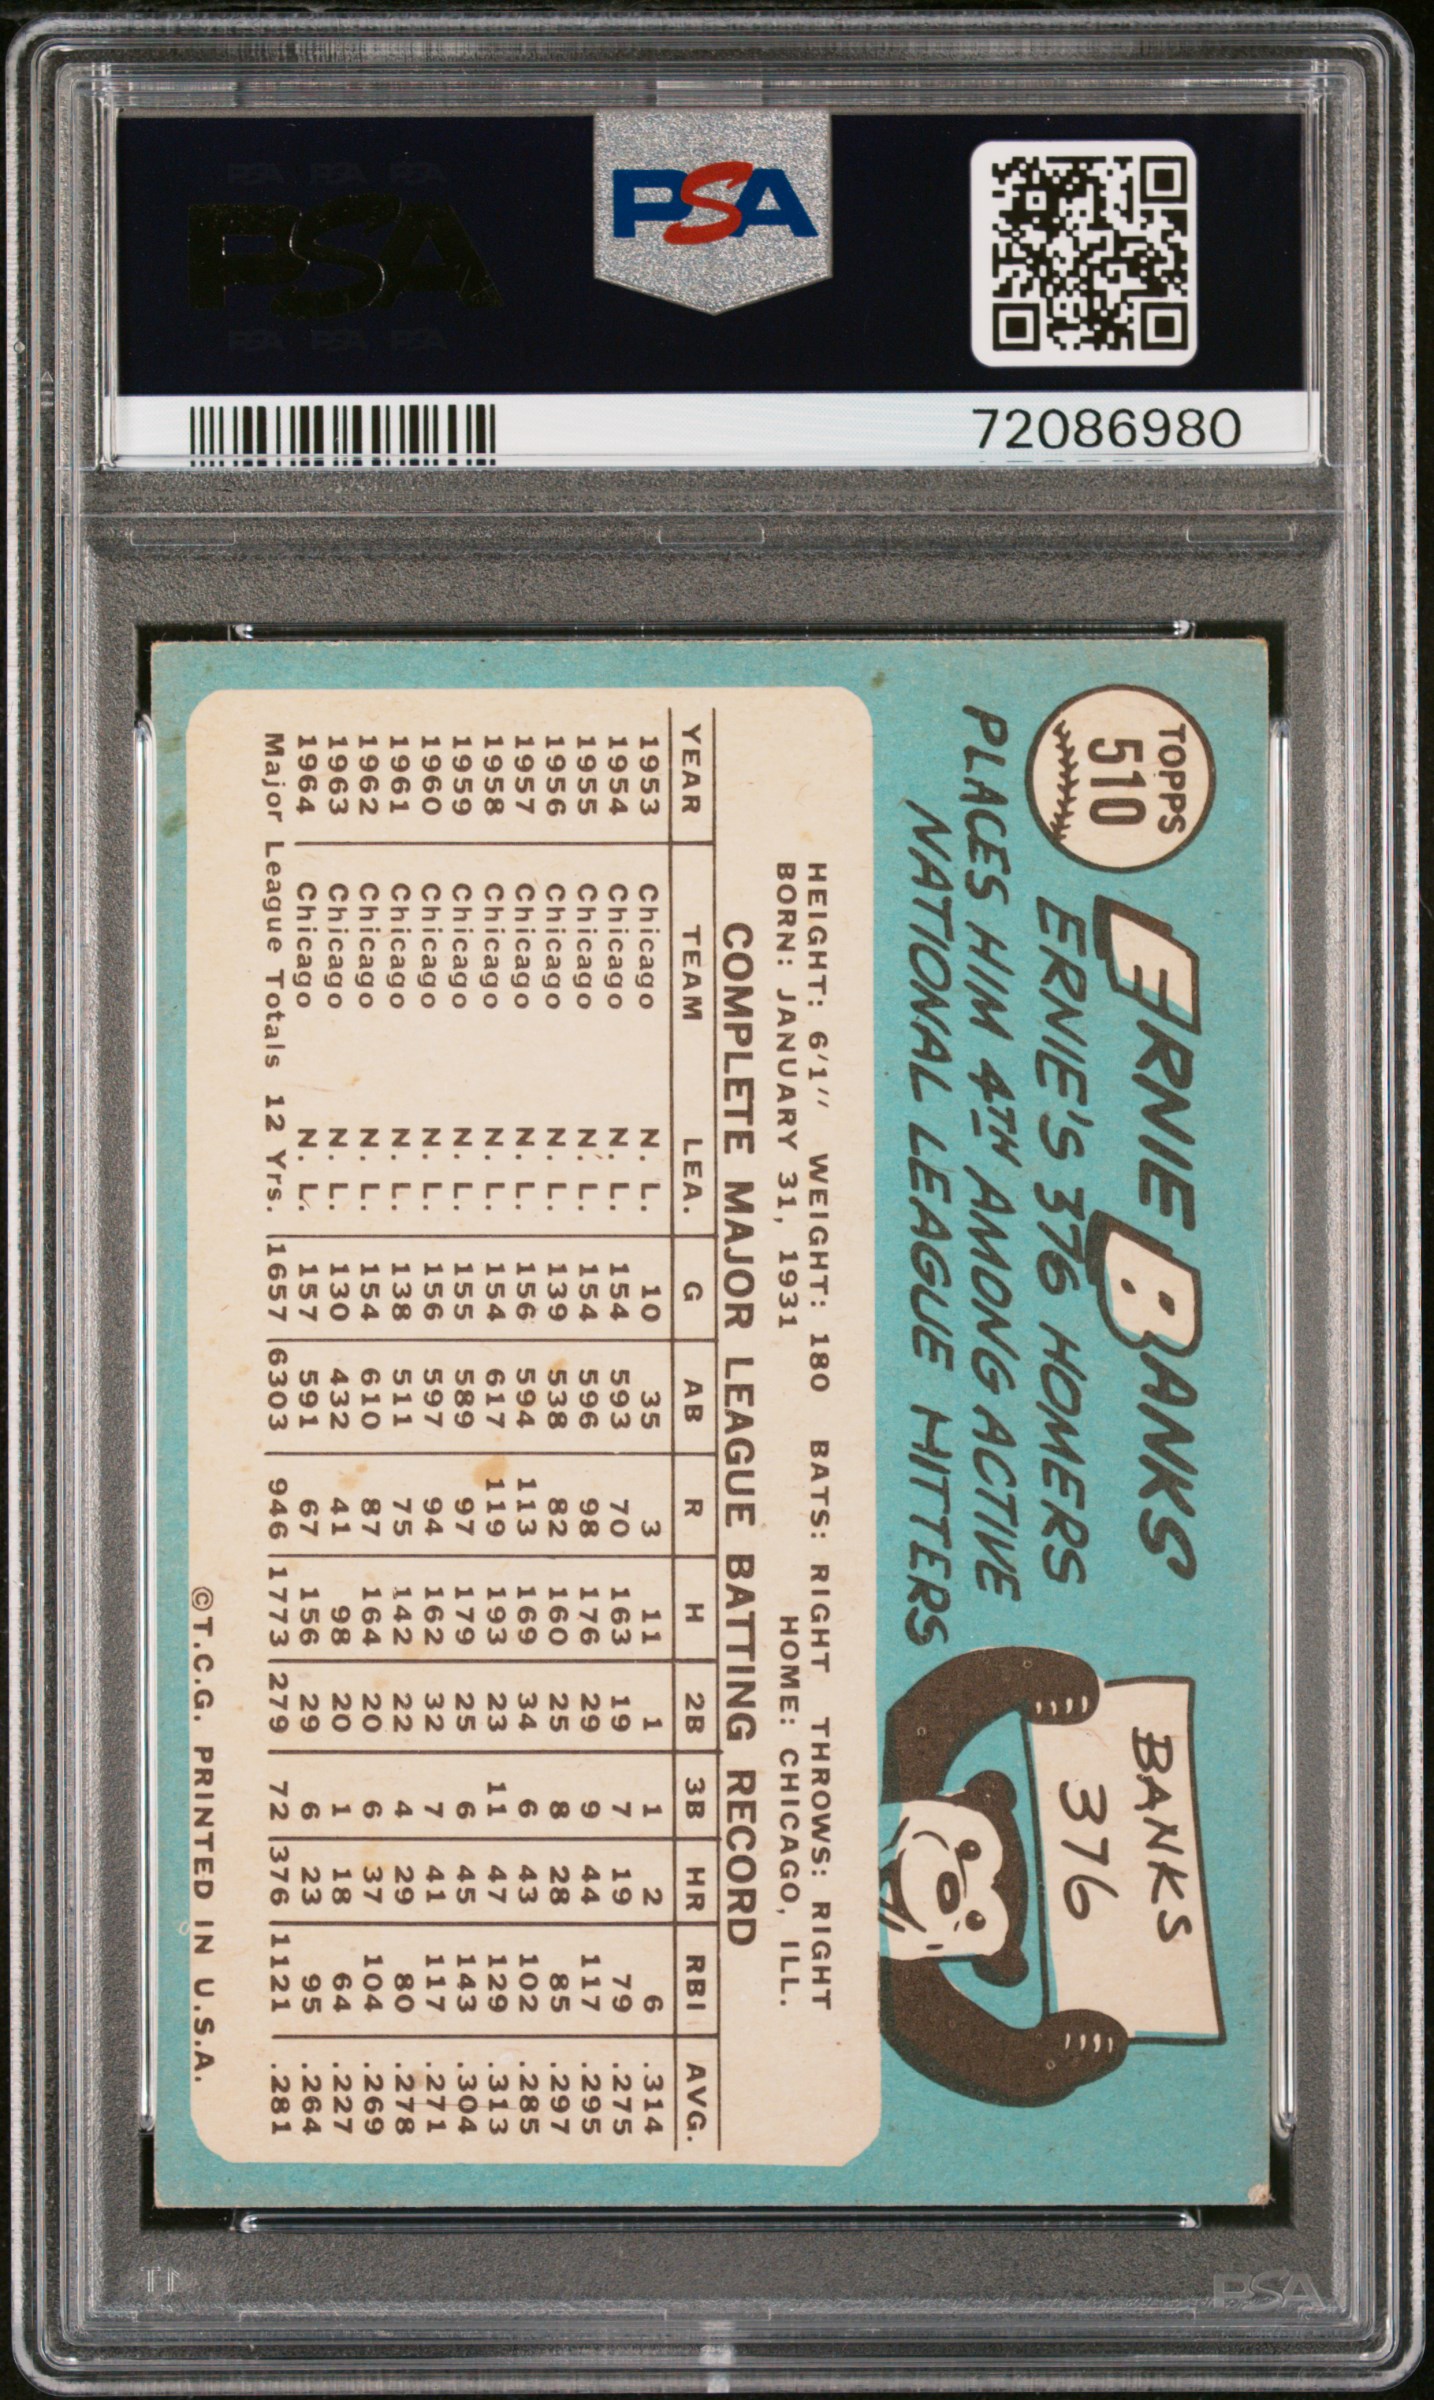 PSA PSA PSA
PSA
PSA PSA PSA
PSA
72086980
TOPPS
510
ERNIE BANKS
ERNIE'S 376 HOMERS
PLACES HIM 4TH AMONG ACTIVE
NATIONAL LEAGUE HITTERS
BANKS
376
HEIGHT: 6'1" WEIGHT: 180 BATS: RIGHT THROWS: RIGHT
BORN: JANUARY 31, 1931 HOME: CHICAGO, ILL.
COMPLETE MAJOR LEAGUE BATTING RECORD
YEAR TEAM LEA. G AB R H 2B 3B HR RBI AVG.
1953 Chicago N. L. 10 35 3 11 1 1 2 6 .314
1954 Chicago N. L. 154 593 70 163 19 7 19 79 .275
1955 Chicago N. L. 154 596 98 176 29 9 44 117 .295
1956 Chicago N. L. 139 538 82 160 25 8 28 85 .297
1957 Chicago N. L. 156 594 113 169 34 6 43 102 .285
1958 Chicago N. L. 154 617 119 193 23 11 47 129 .313
1959 Chicago N. L. 155 589 97 179 25 6 45 143 .304
1960 Chicago N. L. 156 597 94 162 32 7 41 117 .271
1961 Chicago N. L. 138 511 75 142 22 4 29 80 .278
1962 Chicago N. L. 154 610 87 164 20 6 37 104 .269
1963 Chicago N. L. 130 432 41 98 20 1 18 64 .227
1964 Chicago N. L. 157 591 67 156 29 6 23 95 .264
Major League Totals 12 Yrs. 1657 6303 946 1773 279 72 376 1121 .281
©T.C.G. PRINTED IN U.S.A.
PSA